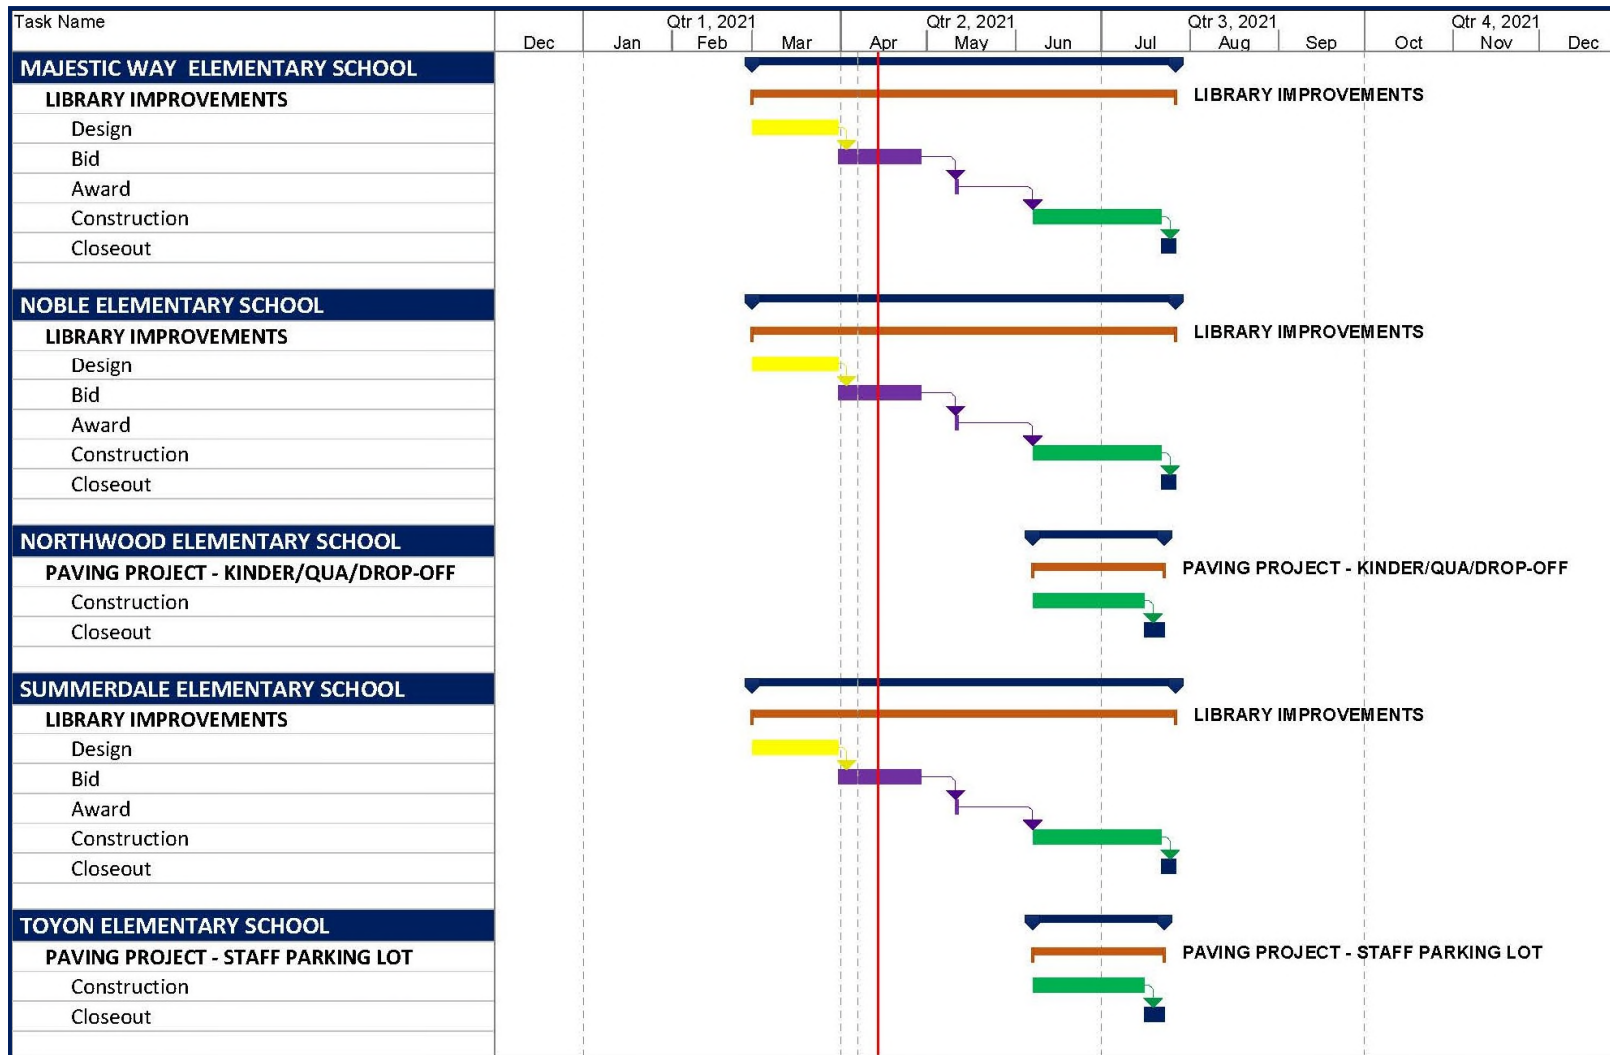 Task Name
Qtr 1, 2021 Qtr 2, 2021 Qtr 3, 2021 Qtr 4, 2021
Dec Jan Feb Mar Apr May Jun Jul Aug Sep Oct Nov Dec
MAJESTIC WAY ELEMENTARY SCHOOL
LIBRARY IMPROVEMENTS LIBRARY IMPROVEMENTS
Design
Bid
Award
Construction
Closeout
NOBLE ELEMENTARY SCHOOL
LIBRARY IMPROVEMENTS LIBRARY IMPROVEMENTS
Design
Bid
Award
Construction
Closeout
NORTHWOOD ELEMENTARY SCHOOL
PAVING PROJECT - KINDER/QUA/DROP-OFF PAVING PROJECT - KINDER/QUA/DROP-OFF
Construction
Closeout
SUMMERDALE ELEMENTARY SCHOOL
LIBRARY IMPROVEMENTS LIBRARY IMPROVEMENTS
Design
Bid
Award
Construction
Closeout
TOYON ELEMENTARY SCHOOL
PAVING PROJECT - STAFF PARKING LOT PAVING PROJECT - STAFF PARKING LOT
Construction
Closeout